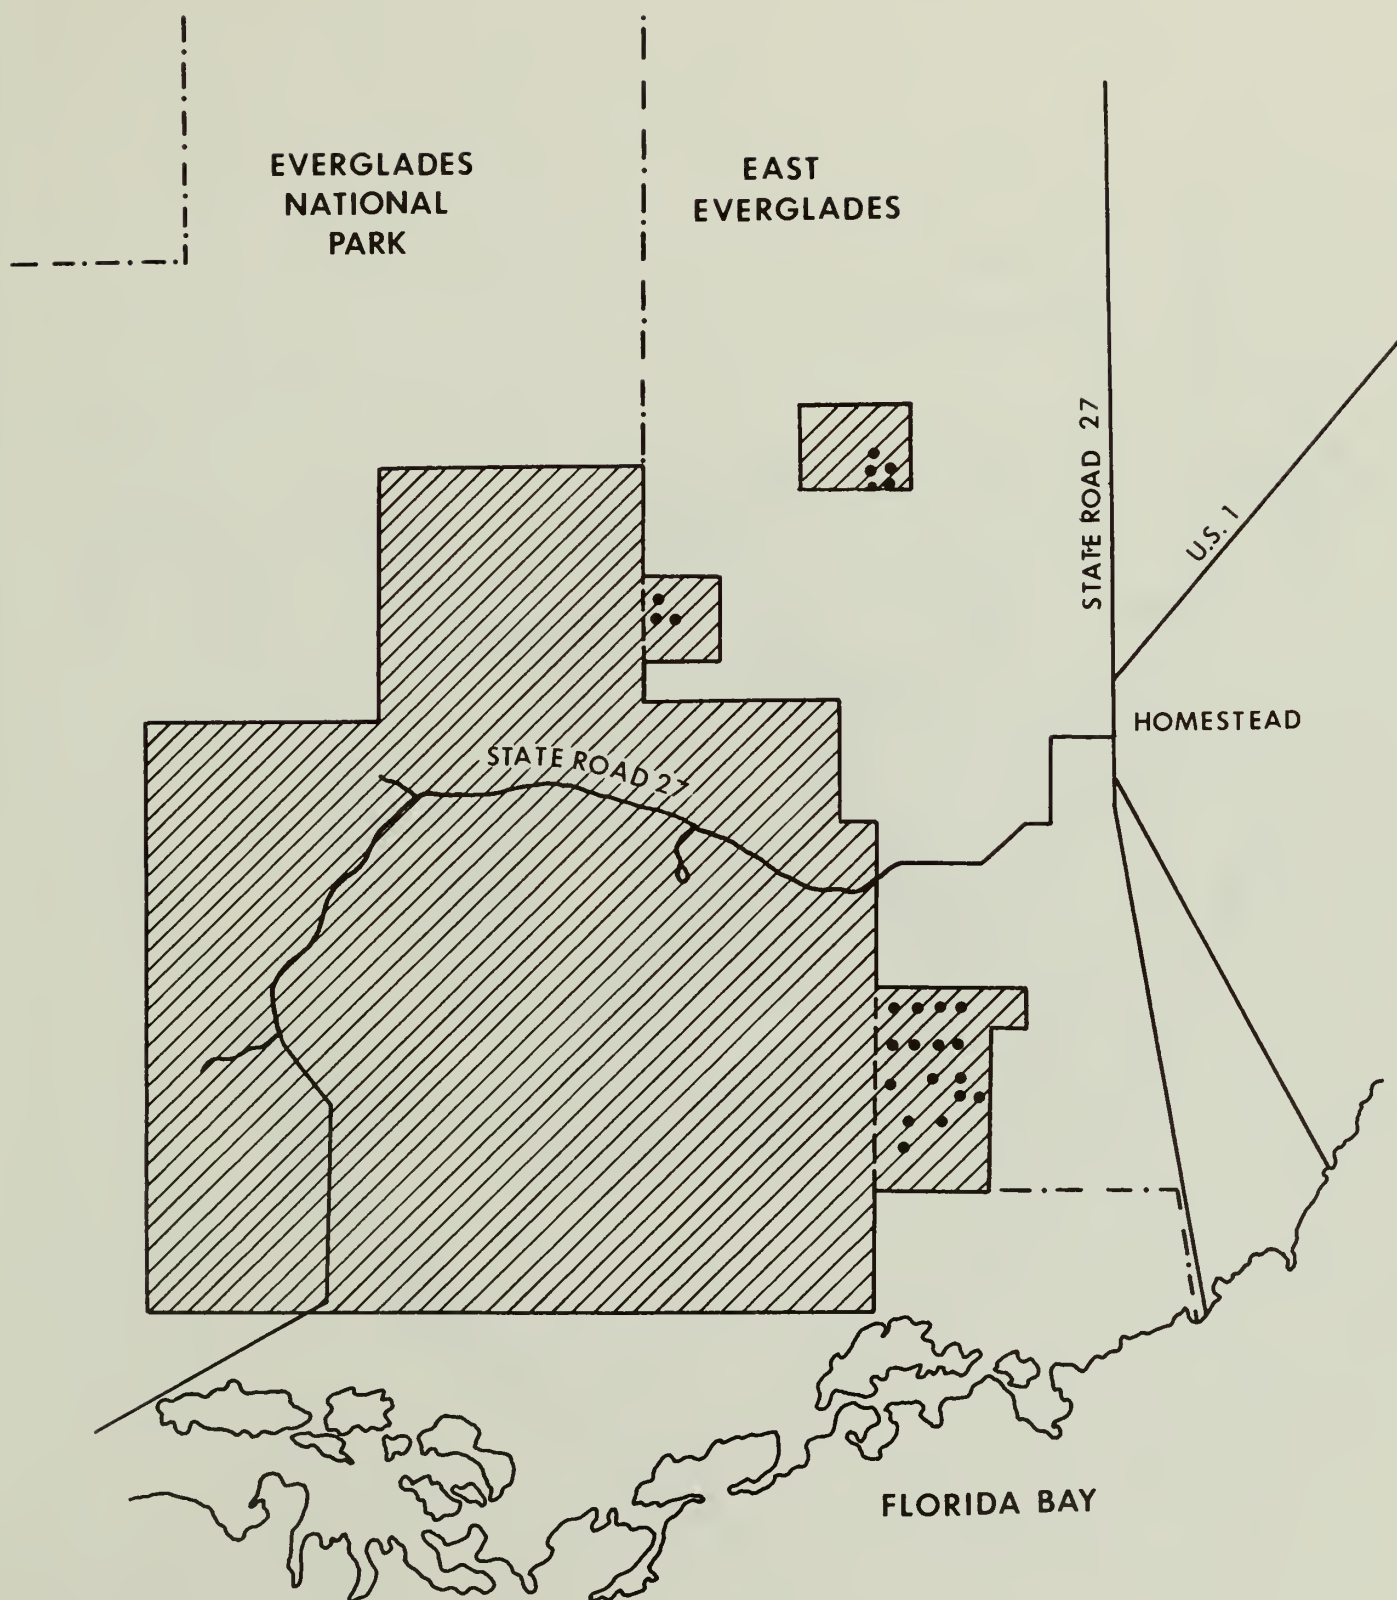 EVERGLADES
NATIONAL
PARK
EAST
EVERGLADES
STATE ROAD 27
U.S. 1
HOMESTEAD
STATE ROAD 27
FLORIDA BAY